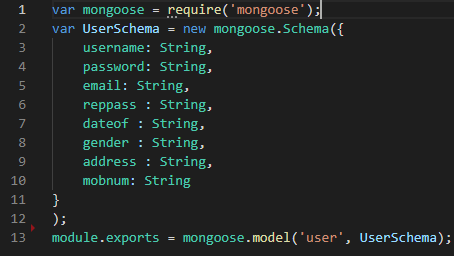 1 var mongoose = require('mongoose');
2 var UserSchema = new mongoose.Schema({
3 username: String,
4 password: String,
5 email: String,
6 reppass : String,
7 dateof : String,
8 gender : String,
9 address : String,
10 mobnum: String
11 }
12 );
13 module.exports = mongoose.model('user', UserSchema);